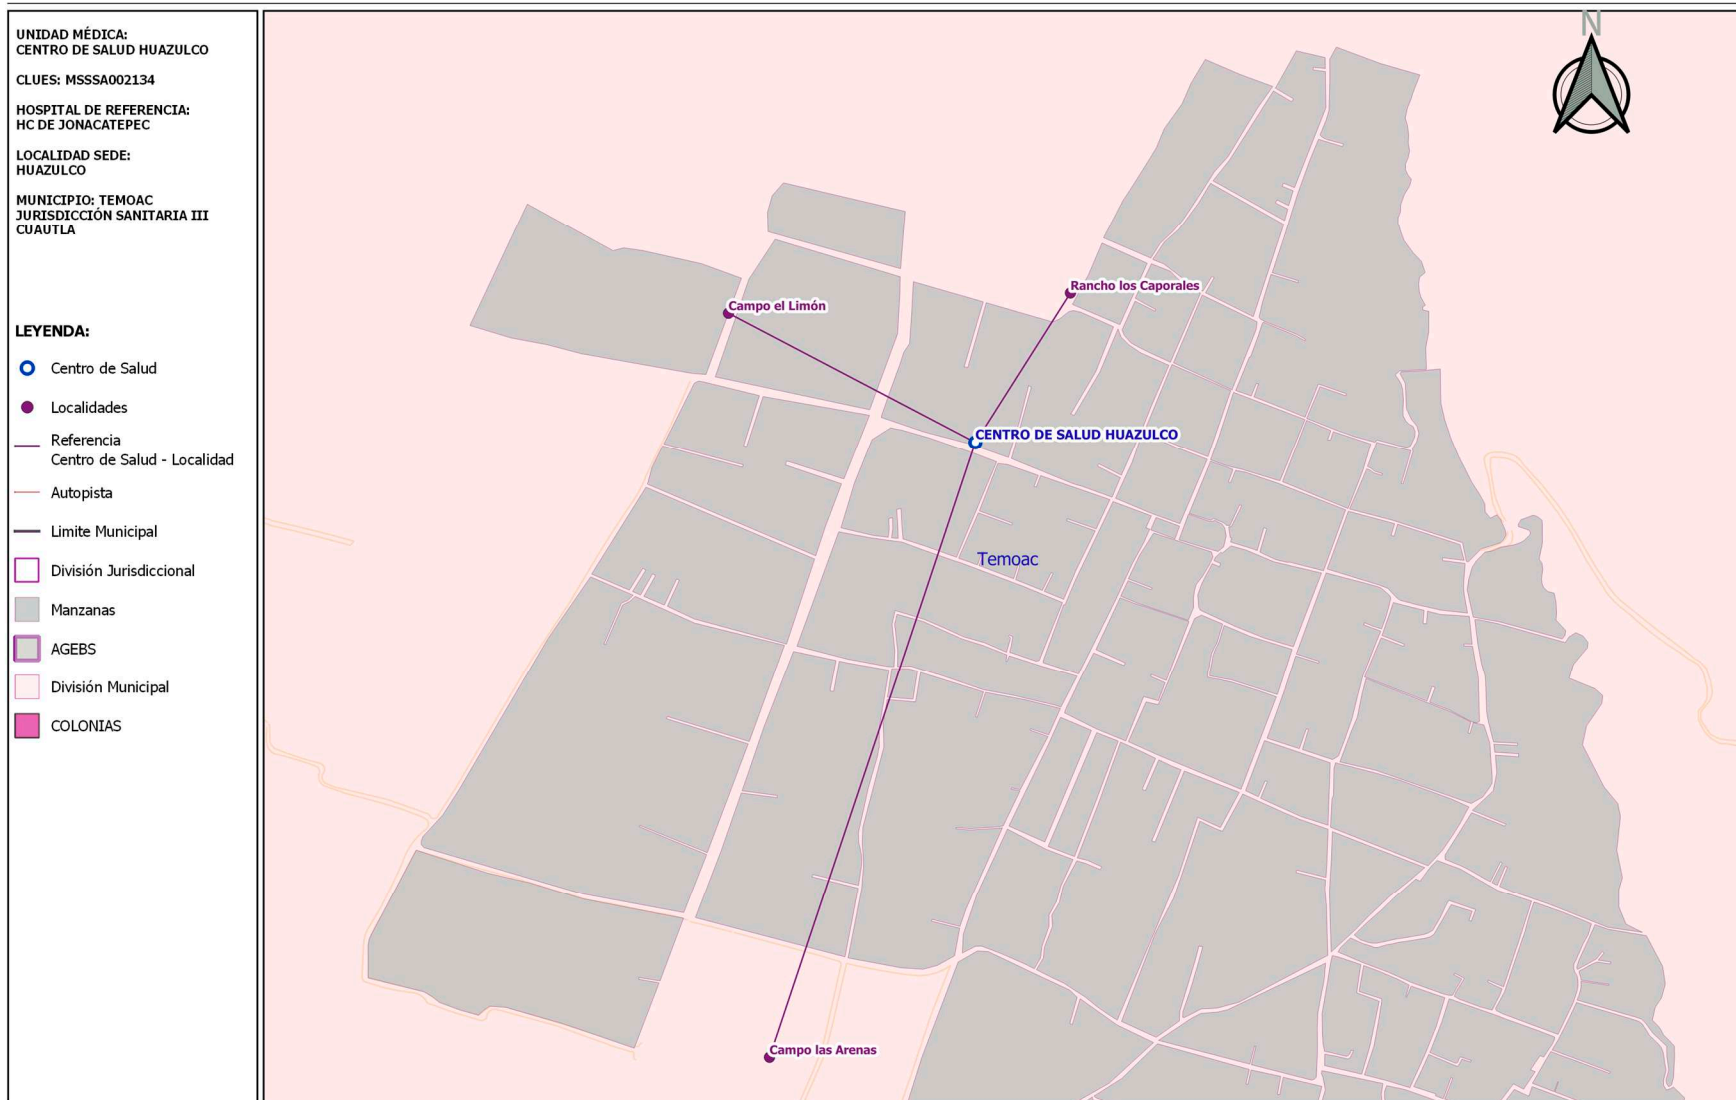 UNIDAD MÉDICA:
CENTRO DE SALUD HUAZULCO
CLUES: MSSSA002134
HOSPITAL DE REFERENCIA:
HC DE JONACATEPEC
LOCALIDAD SEDE:
HUAZULCO
MUNICIPIO: TEMOAC
JURISDICCIÓN SANITARIA III
CUAUTLA
LEYENDA:
Centro de Salud
Localidades
Referencia
Centro de Salud - Localidad
Autopista
Limite Municipal
División Jurisdiccional
Manzanas
AGEBS
División Municipal
COLONIAS
N
Rancho los Caporales
Campo el Limón
CENTRO DE SALUD HUAZULCO
Temoac
Campo las Arenas